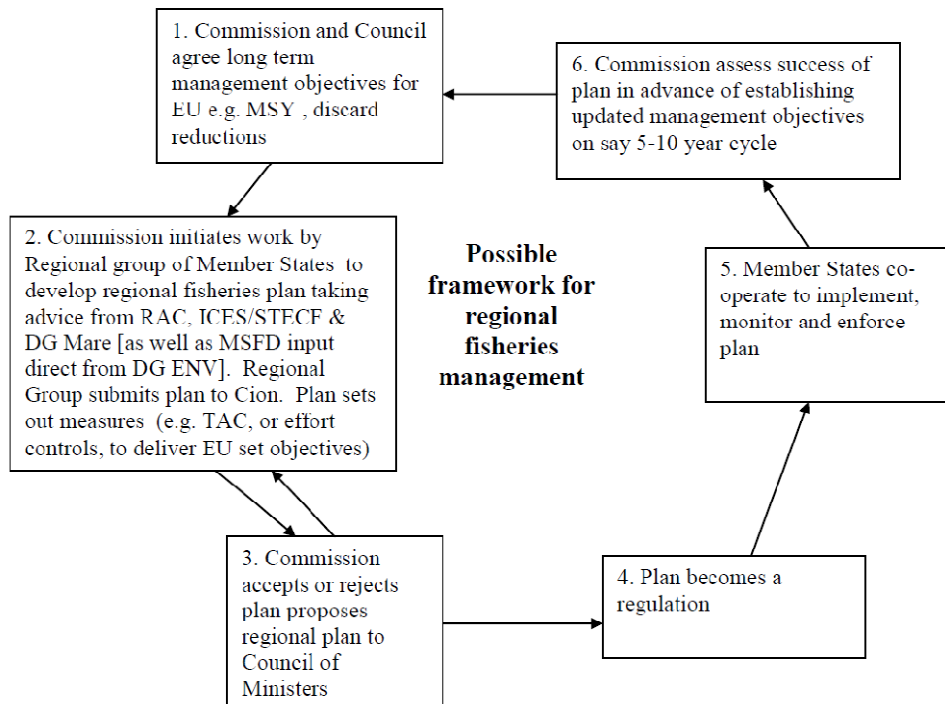 1. Commission and Council
agree long term
management objectives for
EU e.g. MSY , discard
reductions
6. Commission assess success of
plan in advance of establishing
updated management objectives
on say 5-10 year cycle
2. Commission initiates work by
Regional group of Member States to
develop regional fisheries plan taking
advice from RAC, ICES/STECF &
DG Mare [as well as MSFD input
direct from DG ENV]. Regional
Group submits plan to Cion. Plan sets
out measures (e.g. TAC, or effort
controls, to deliver EU set objectives)
Possible
framework for
regional
fisheries
management
5. Member States co-
operate to implement,
monitor and enforce
plan
3. Commission
accepts or rejects
plan proposes
regional plan to
Council of
Ministers
4. Plan becomes a
regulation